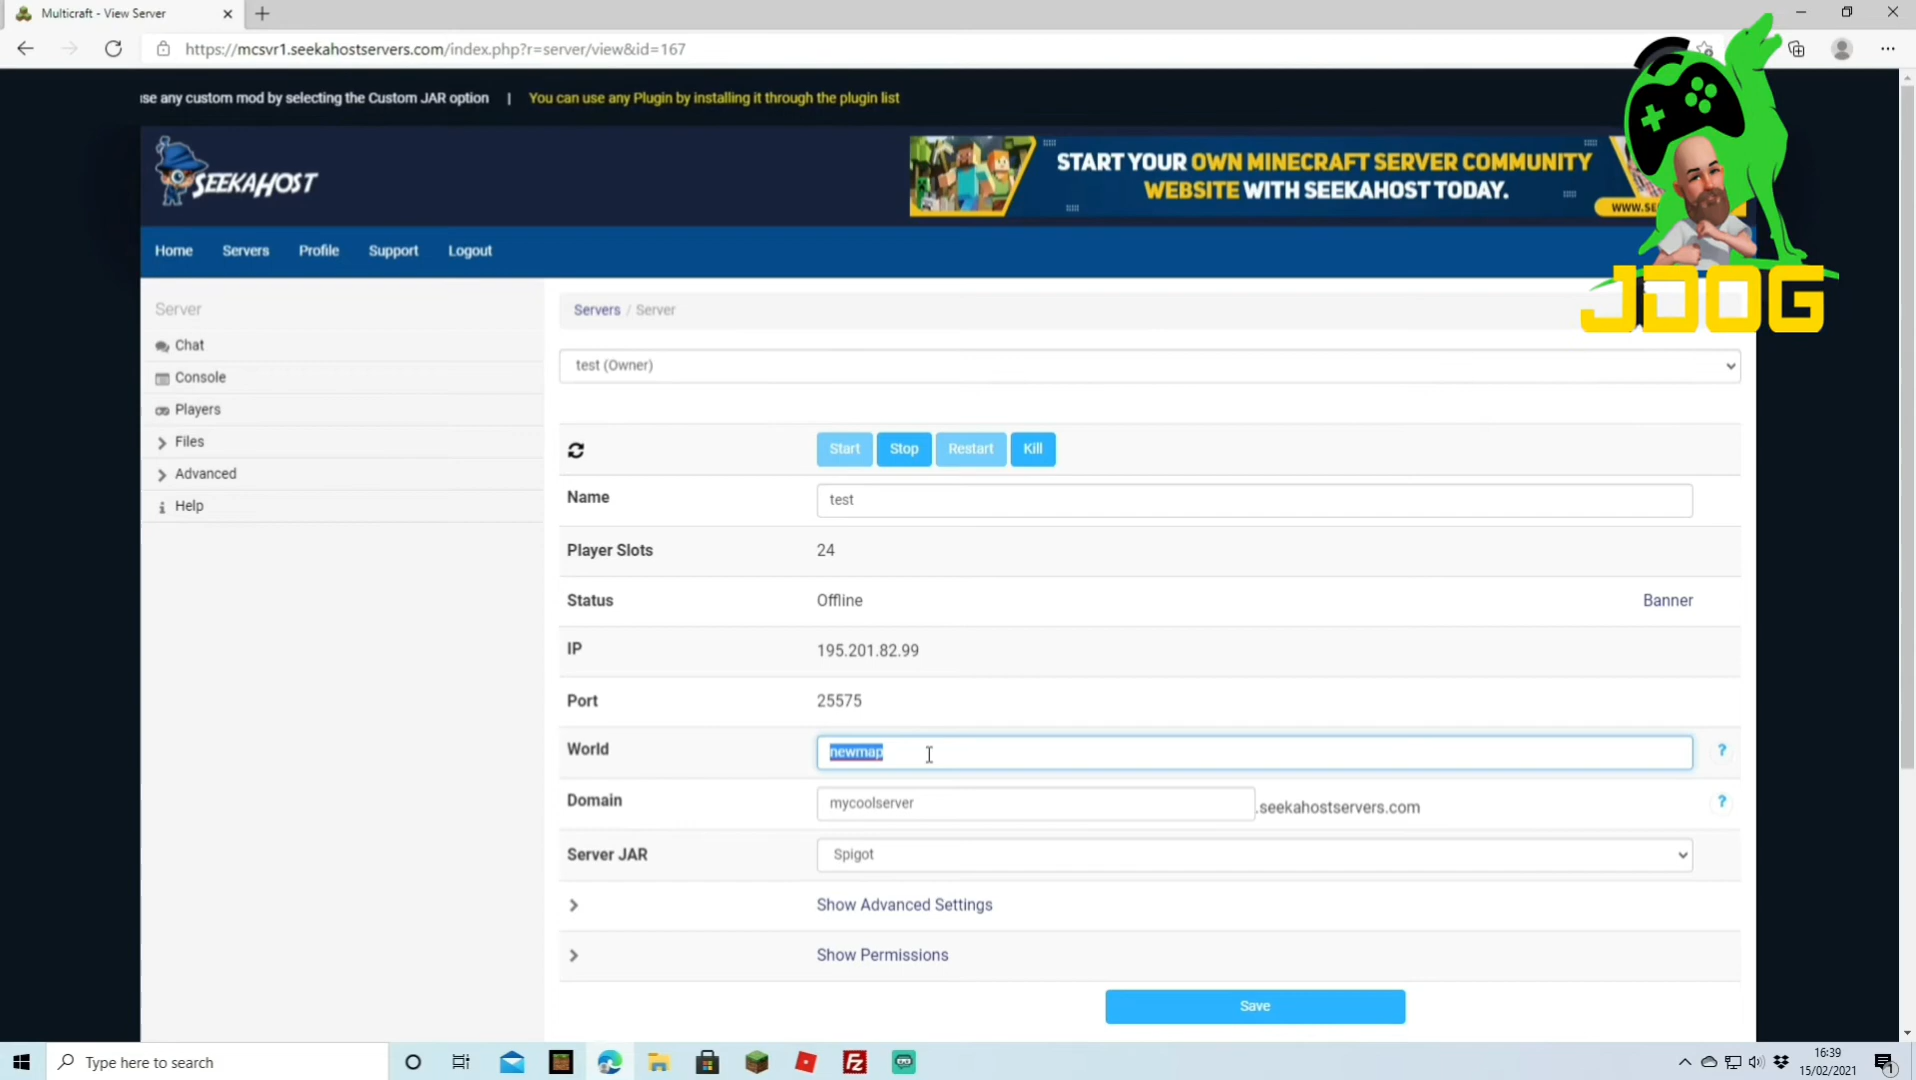 Multicraft - View Server
https://mcsvr1.seekahostservers.com/index.php?r=server/view&id=167
use any custom mod by selecting the Custom JAR option | You can use any Plugin by installing it through the plugin list
SEEKAHOST
START YOUR OWN MINECRAFT SERVER COMMUNITY
WEBSITE WITH SEEKAHOST TODAY.
JDOG
Home Servers Profile Support Logout
Server
Chat
Console
Players
Files
Advanced
Help
Servers / Server
test (Owner)
Start Stop Restart Kill
Name test
Player Slots 24
Status Offline Banner
IP 195.201.82.99
Port 25575
World newmap ?
Domain mycoolserver .seekahostservers.com ?
Server JAR Spigot
Show Advanced Settings
Show Permissions
Save
Type here to search
16:39
15/02/2021